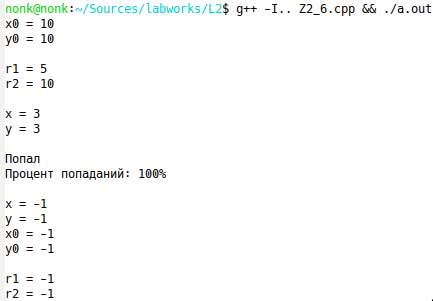 nonk@nonk:~/Sources/labworks/L2$ g++ -I.. Z2_6.cpp && ./a.out
x0 = 10
y0 = 10
r1 = 5
r2 = 10
x = 3
y = 3
Попал
Процент попаданий: 100%
x = -1
y = -1
x0 = -1
y0 = -1
r1 = -1
r2 = -1